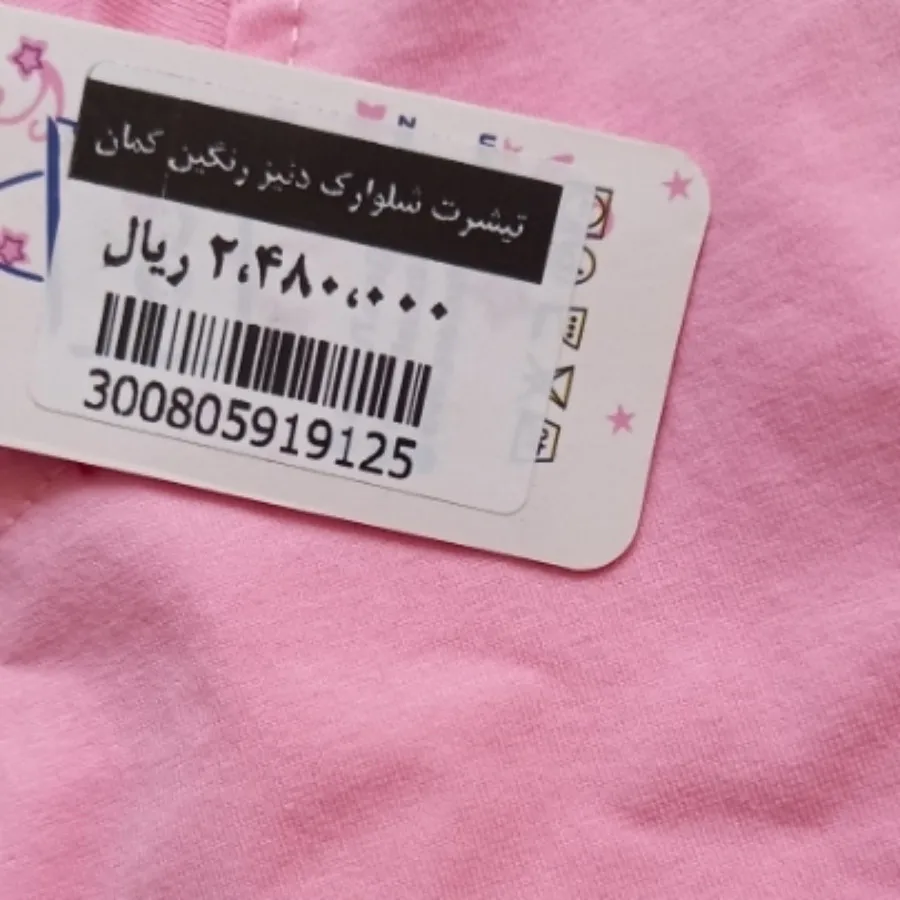 تیشرت شلوارک دنیز رنگین کمان
۲،۴۸۰،۰۰۰ ریال
300805919125